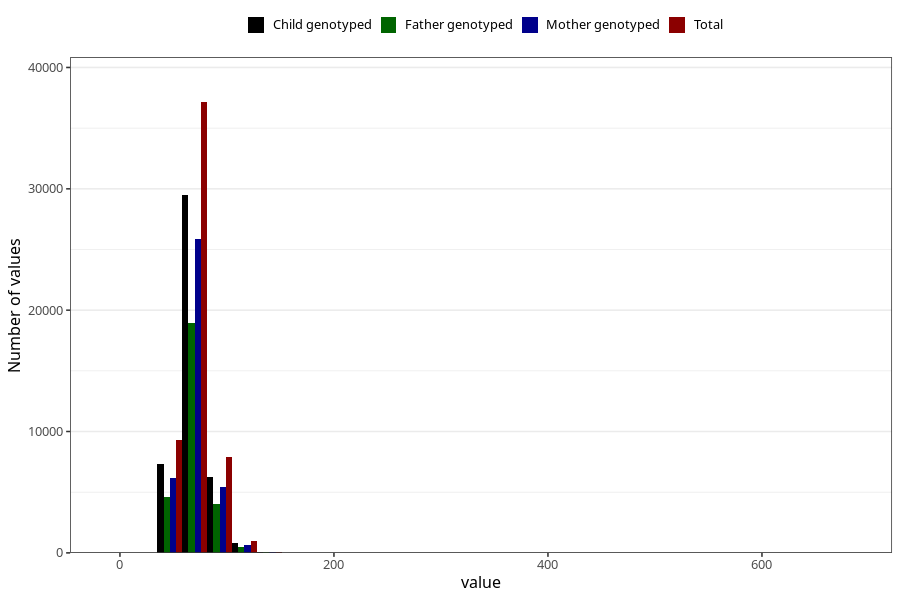 Child genotyped Father genotyped Mother genotyped Total
40000
30000
20000
10000
0
Number of values
0 200 400 600
value